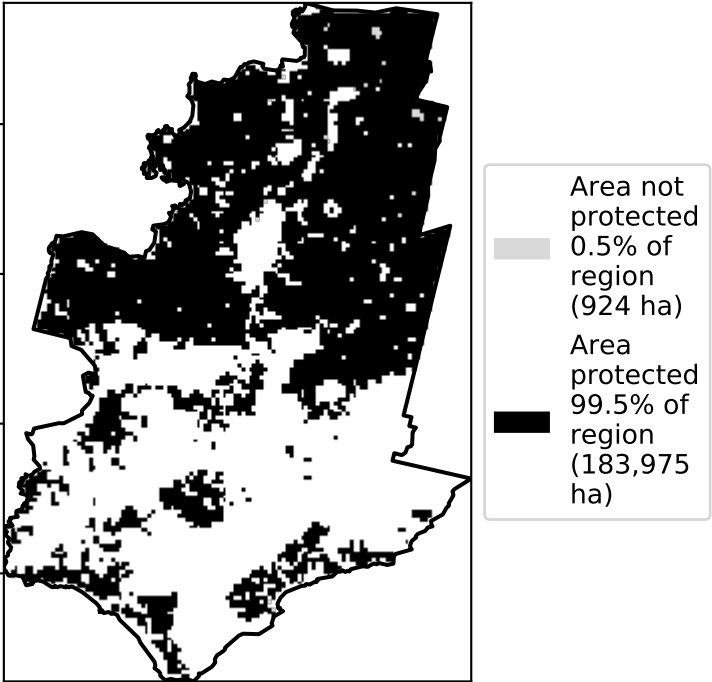 Area not
protected
0.5% of
region
(924 ha)
Area
protected
99.5% of
region
(183,975
ha)